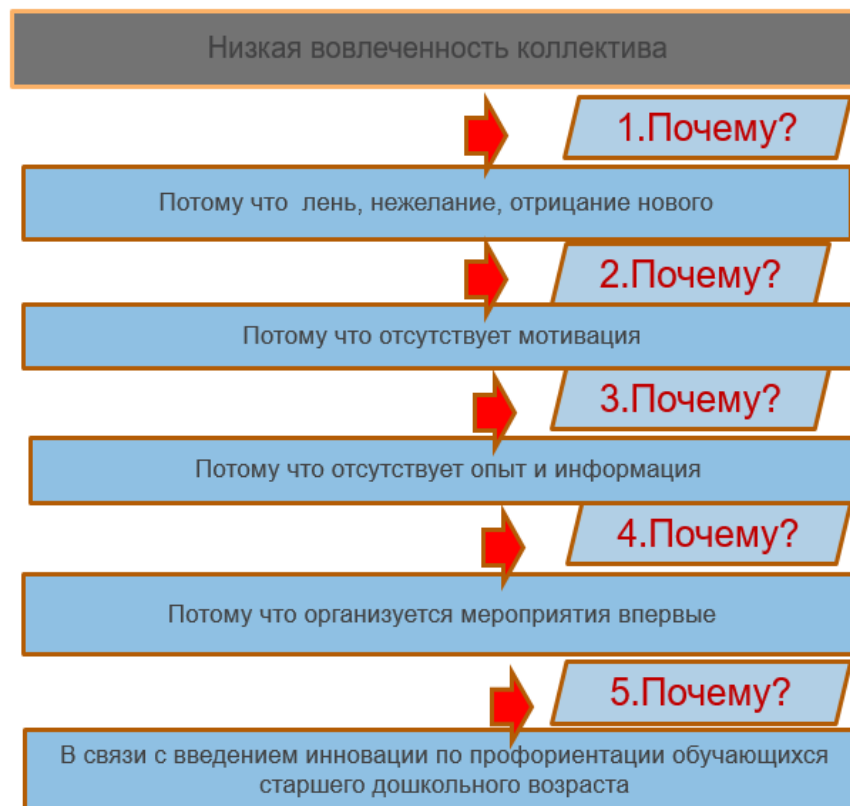 Низкая вовлеченность коллектива
1.Почему?
Потому что лень, нежелание, отрицание нового
2.Почему?
Потому что отсутствует мотивация
3.Почему?
Потому что отсутствует опыт и информация
4.Почему?
Потому что организуется мероприятия впервые
5.Почему?
В связи с введением инновации по профориентации обучающихся
старшего дошкольного возраста